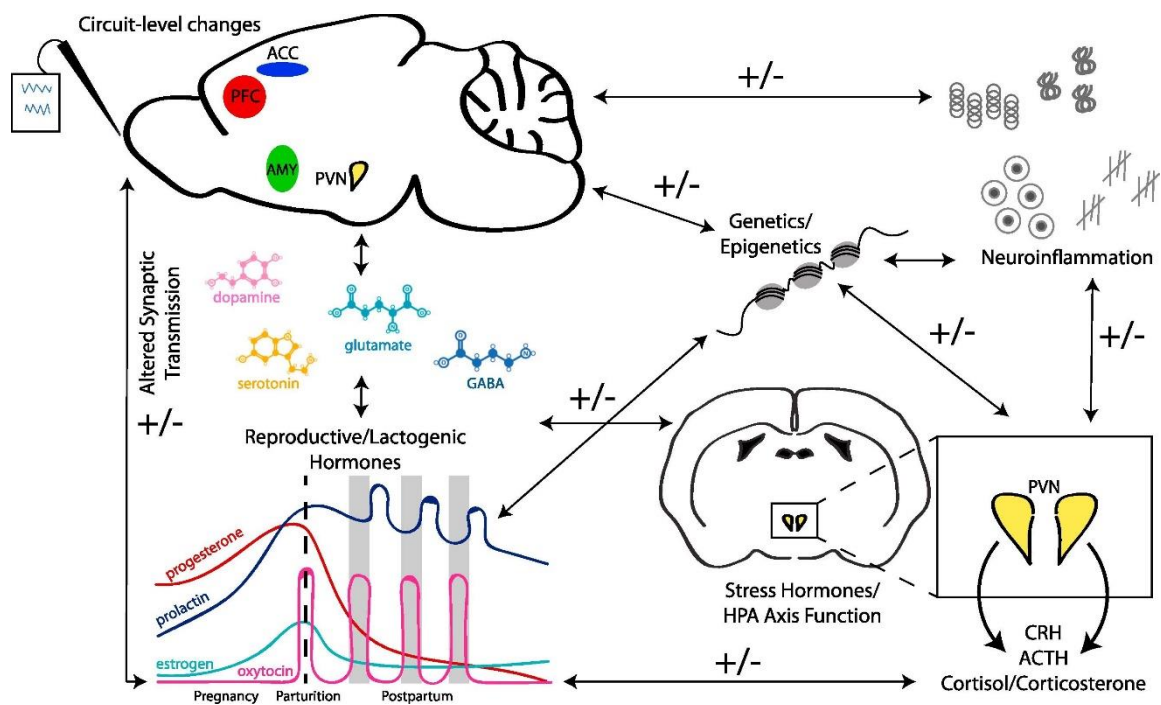 Circuit-level changes
ACC
PFC
AMY
PVN
+/-
+/-
Genetics/
Epigenetics
Neuroinflammation
Altered Synaptic
Transmission
+/-
dopamine
glutamate
serotonin
GABA
+/-
+/-
+/-
Reproductive/Lactogenic
Hormones
progesterone
prolactin
estrogen
oxytocin
Pregnancy
Parturition
Postpartum
Stress Hormones/
HPA Axis Function
PVN
CRH
ACTH
Cortisol/Corticosterone
+/-